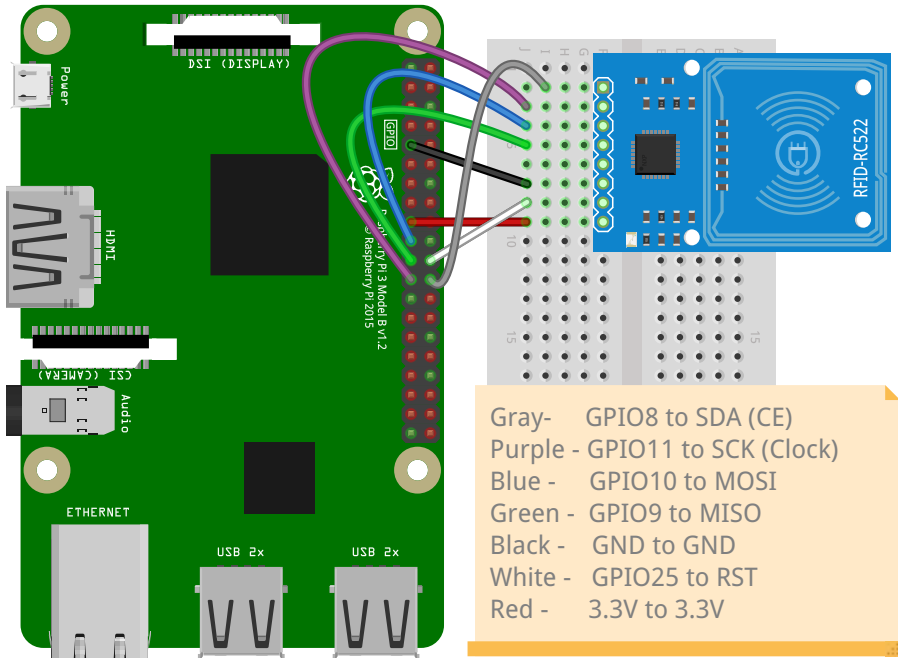 DSI (DISPLAY)
Power
GPIO
HDMI
Raspberry Pi 3 Model B v1.2
© Raspberry Pi 2015
CSI (CAMERA)
Audio
ETHERNET
USB 2x
USB 2x
J I H G F E D C B A
5
10
15
15
RFID-RC522
Gray- GPIO8 to SDA (CE)
Purple - GPIO11 to SCK (Clock)
Blue - GPIO10 to MOSI
Green - GPIO9 to MISO
Black - GND to GND
White - GPIO25 to RST
Red - 3.3V to 3.3V